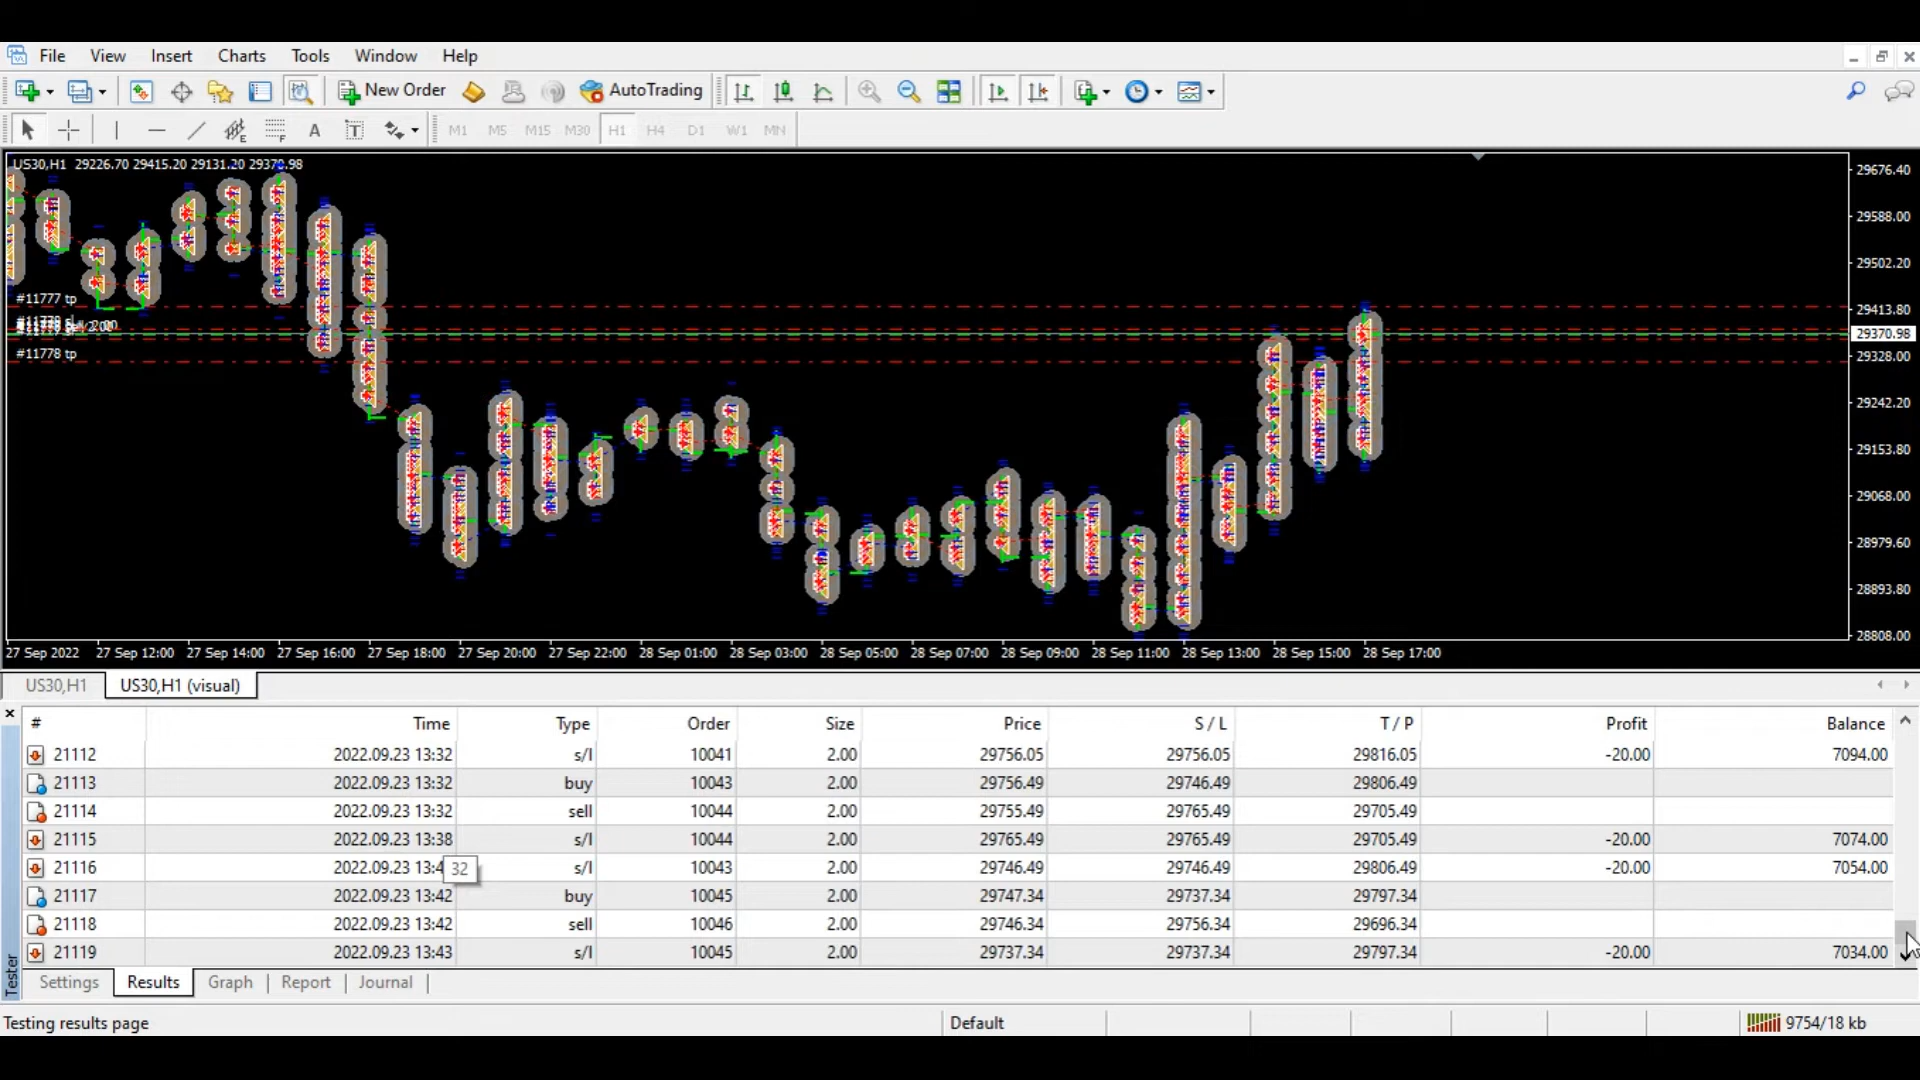 File View Insert Charts Tools Window Help
New Order AutoTrading
E F A T M1 M5 M15 M30 H1 H4 D1 W1 MN
US30,H1 29226.70 29415.20 29131.20 29370.98
29676.40
29588.00
29502.20
#11777 tp
29413.80
29370.98
#11778 tp
29328.00
29242.20
29153.80
29068.00
28979.60
28893.80
28808.00
27 Sep 2022 27 Sep 12:00 27 Sep 14:00 27 Sep 16:00 27 Sep 18:00 27 Sep 20:00 27 Sep 22:00 28 Sep 01:00 28 Sep 03:00 28 Sep 05:00 28 Sep 07:00 28 Sep 09:00 28 Sep 11:00 28 Sep 13:00 28 Sep 15:00 28 Sep 17:00
US30,H1 US30,H1 (visual)
# Time Type Order Size Price S / L T / P Profit Balance
21112 2022.09.23 13:32 s/l 10041 2.00 29756.05 29756.05 29816.05 -20.00 7094.00
21113 2022.09.23 13:32 buy 10043 2.00 29756.49 29746.49 29806.49
21114 2022.09.23 13:32 sell 10044 2.00 29755.49 29765.49 29705.49
21115 2022.09.23 13:38 s/l 10044 2.00 29765.49 29765.49 29705.49 -20.00 7074.00
21116 2022.09.23 13:4 32 s/l 10043 2.00 29746.49 29746.49 29806.49 -20.00 7054.00
21117 2022.09.23 13:42 buy 10045 2.00 29747.34 29737.34 29797.34
21118 2022.09.23 13:42 sell 10046 2.00 29746.34 29756.34 29696.34
21119 2022.09.23 13:43 s/l 10045 2.00 29737.34 29737.34 29797.34 -20.00 7034.00
Tester
Settings Results Graph Report Journal
Testing results page Default 9754/18 kb